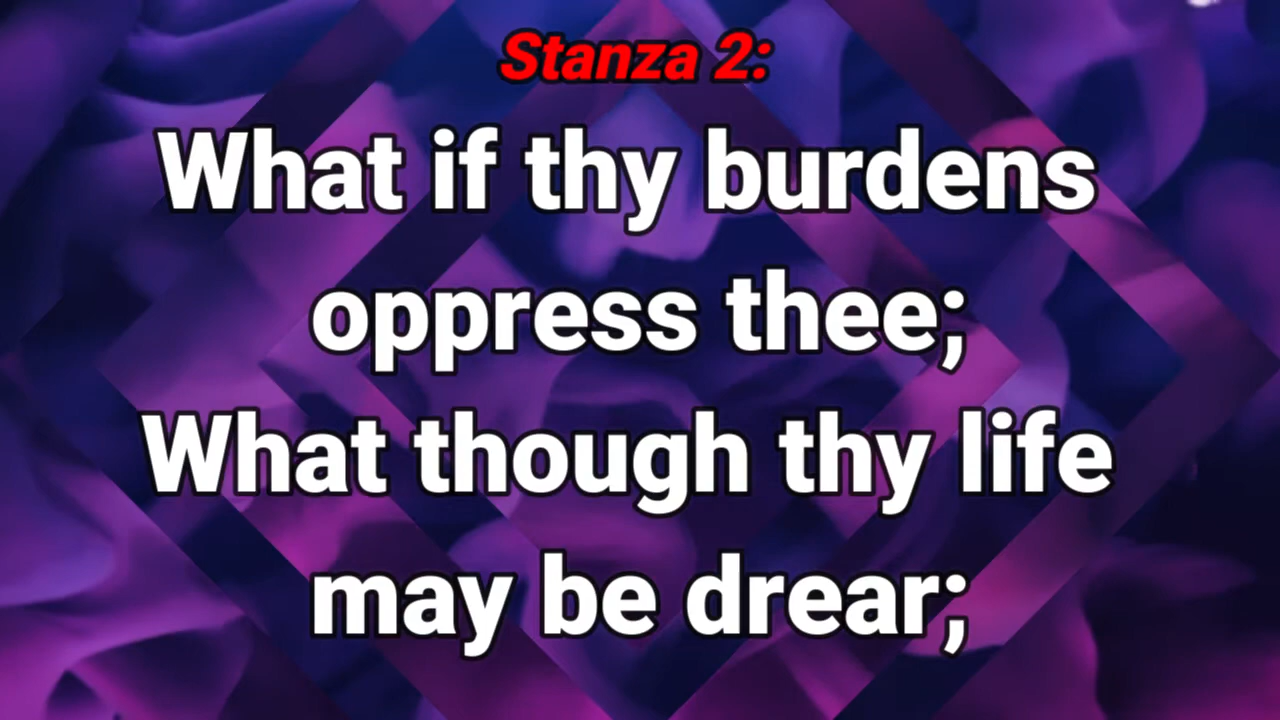 Stanza 2:
What if thy burdens
oppress thee;
What though thy life
may be drear;